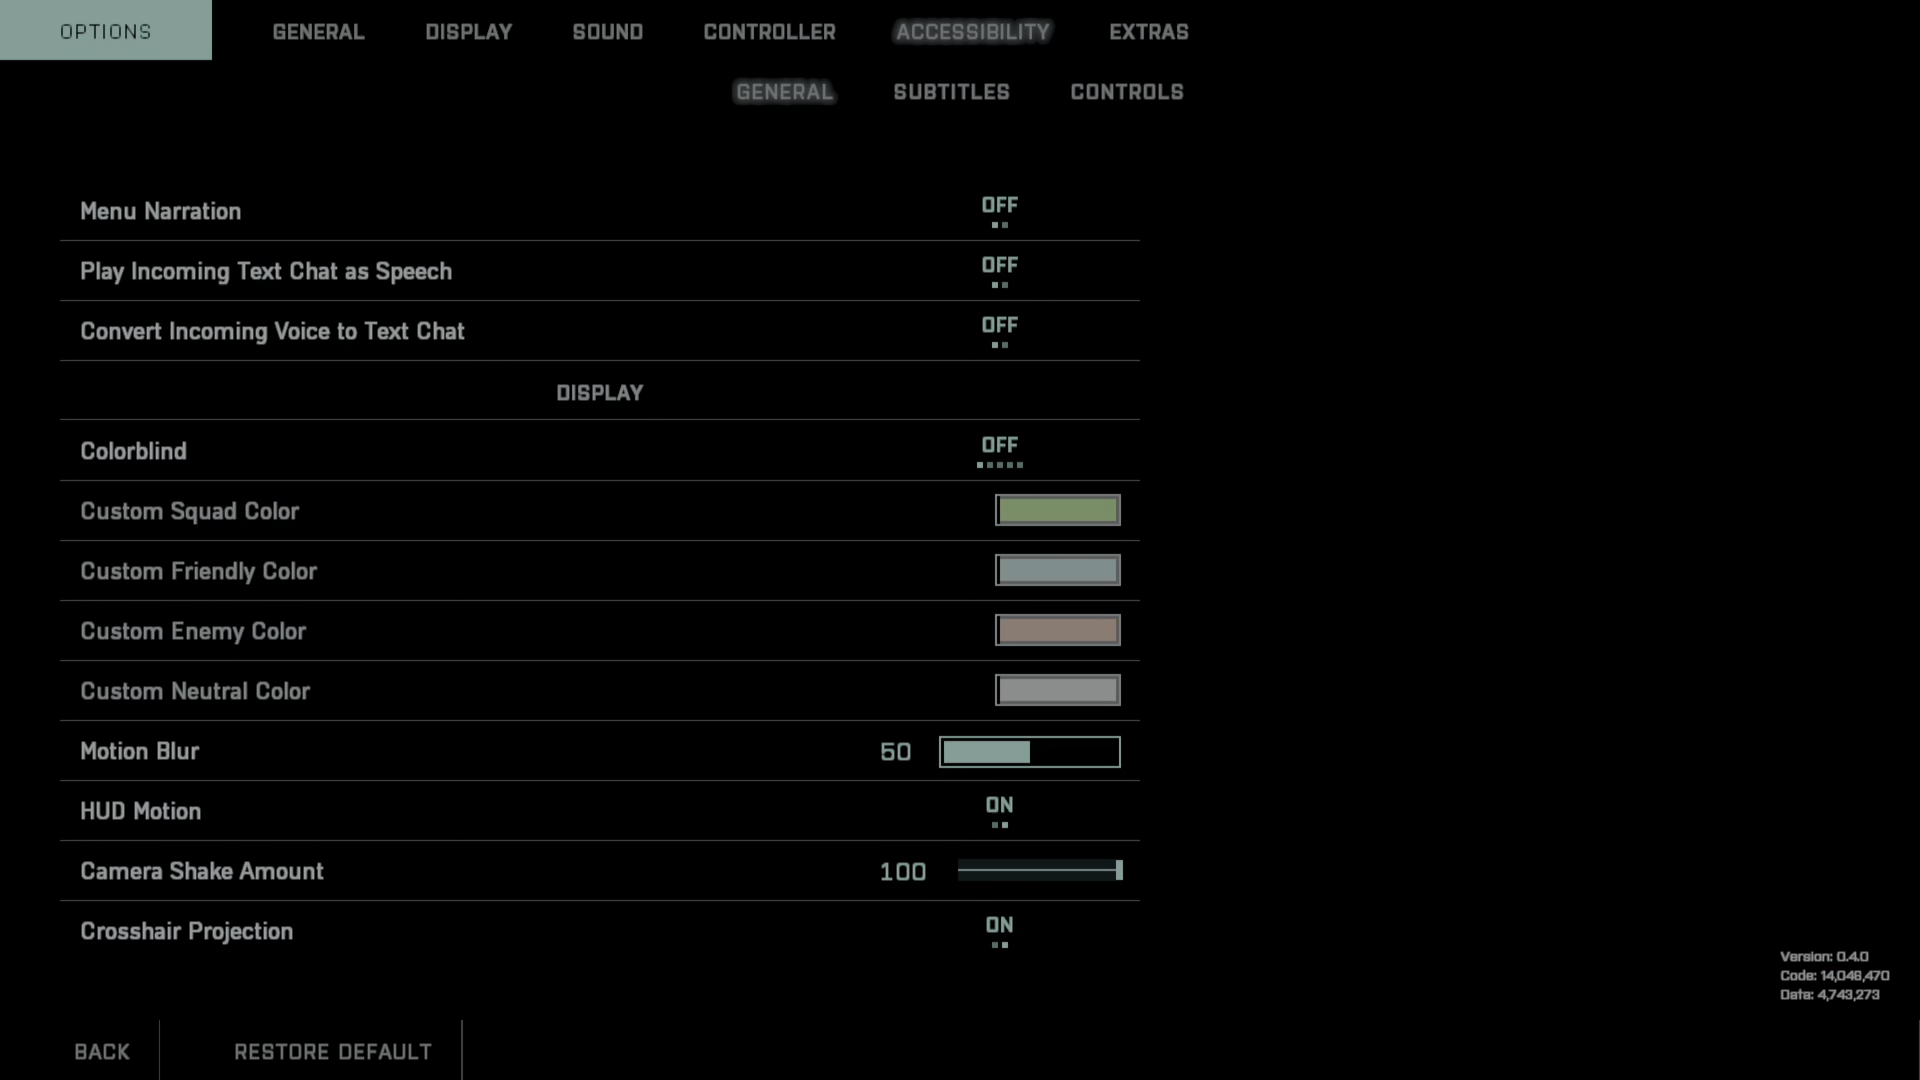 OPTIONS GENERAL DISPLAY SOUND CONTROLLER ACCESSIBILITY EXTRAS
GENERAL SUBTITLES CONTROLS
Menu Narration OFF
Play Incoming Text Chat as Speech OFF
Convert Incoming Voice to Text Chat OFF
DISPLAY
Colorblind OFF
Custom Squad Color
Custom Friendly Color
Custom Enemy Color
Custom Neutral Color
Motion Blur 50
HUD Motion ON
Camera Shake Amount 100
Crosshair Projection ON
Version: 0.4.0
Code: 14,046,470
Data: 4,743,273
BACK RESTORE DEFAULT